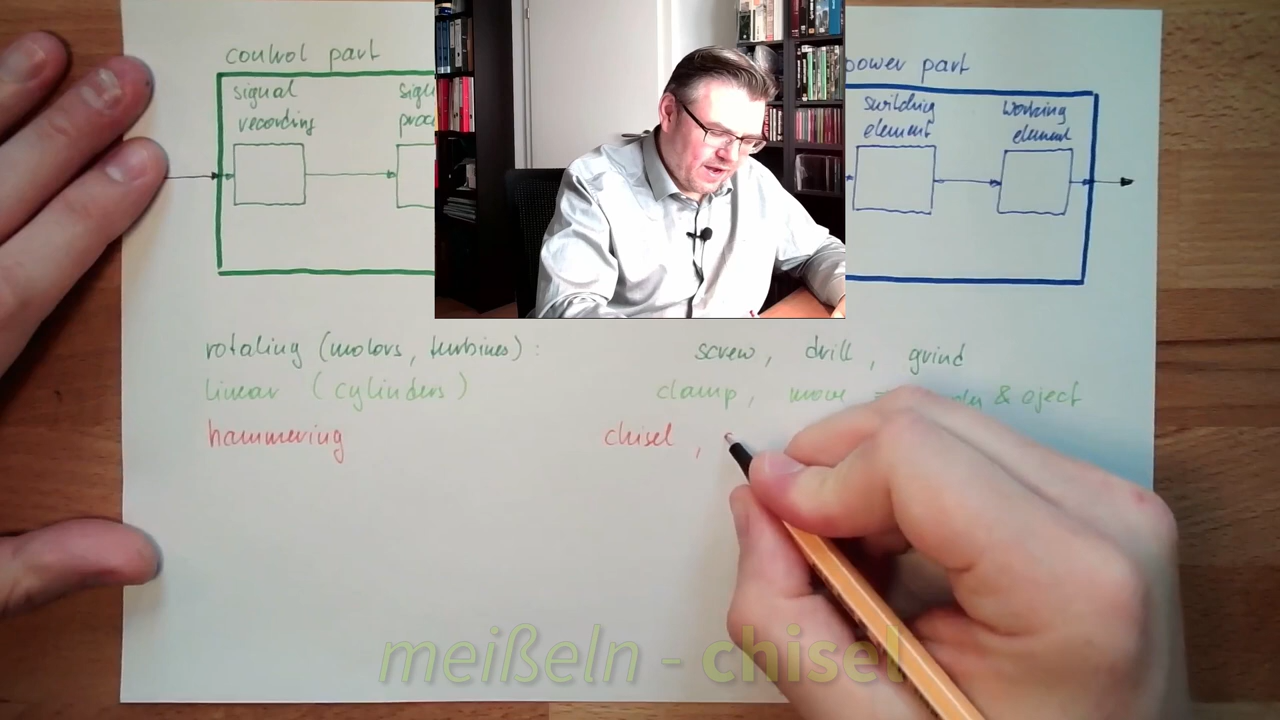 control part
power part
signal recording
switching element
working element
rotating (motors, turbines) : screw, drill, grind
linear (cylinders) clamp, move & eject
hammering chisel,
meißeln - chisel